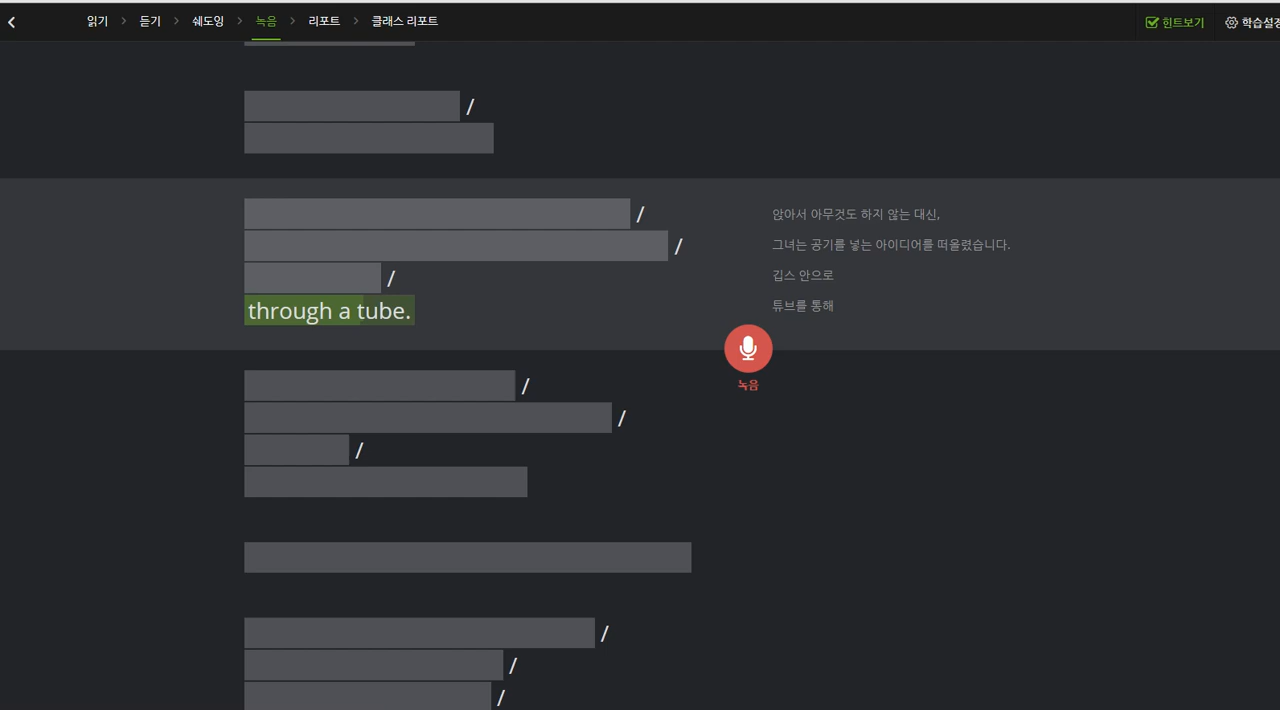 읽기 > 듣기 > 쉐도잉 > 녹음 > 리포트 > 클래스 리포트
힌트보기
학습설정
/
/
/
/
through a tube.
앉아서 아무것도 하지 않는 대신,
그녀는 공기를 넣는 아이디어를 떠올렸습니다.
깁스 안으로
튜브를 통해
녹음
/
/
/
/
/
/